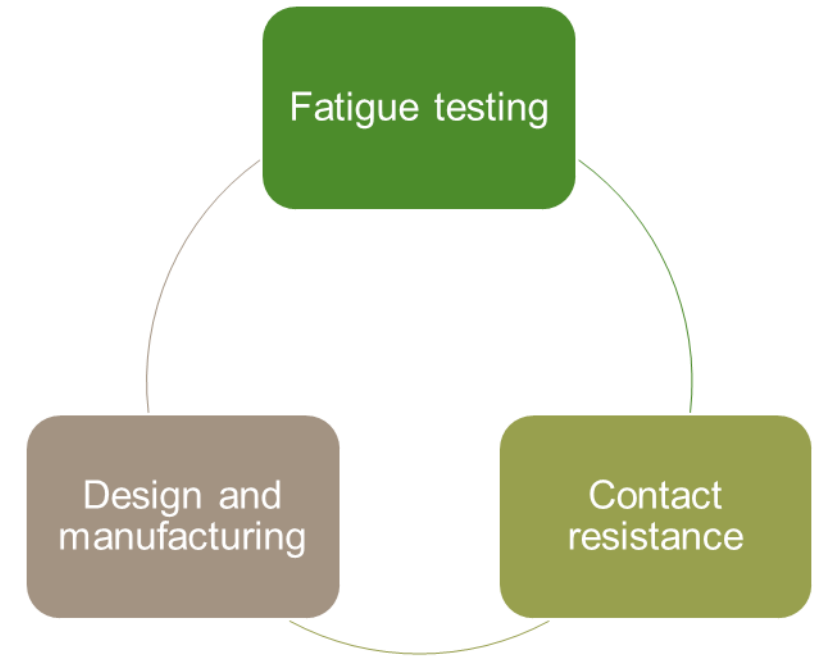 Fatigue testing
Design and
manufacturing
Contact
resistance